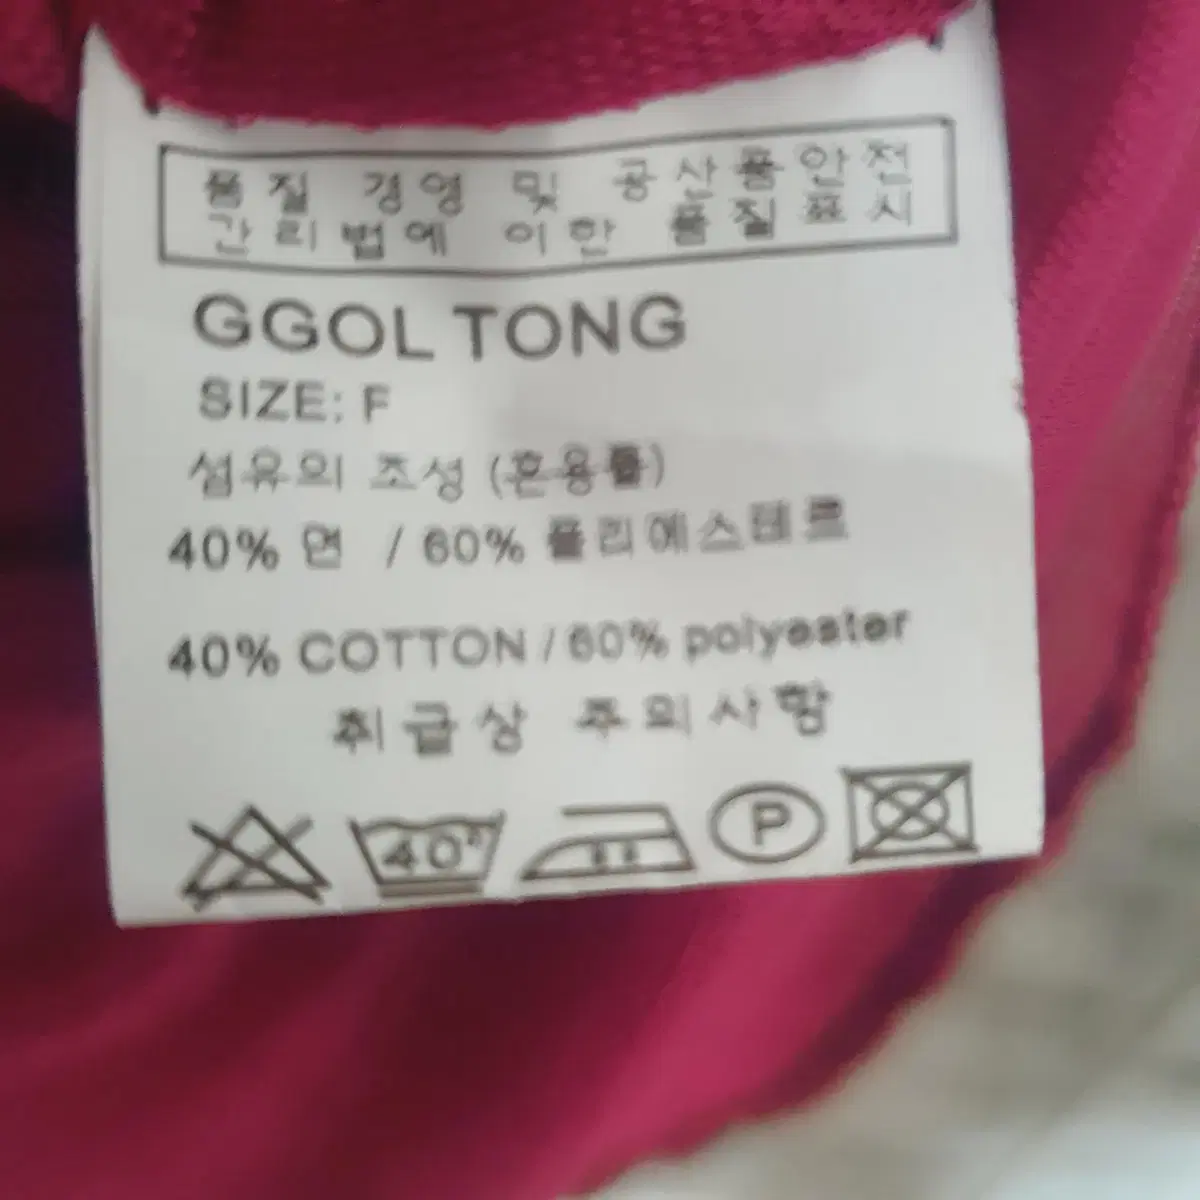 품질 경영 및 공산품안전
간리법에 이한 품질표시
GGOL TONG
SIZE: F
섬유의 조성 (혼용률)
40% 면 / 60% 폴리에스테르
40% COTTON / 60% polyester
취급상 주의사항
40°
P